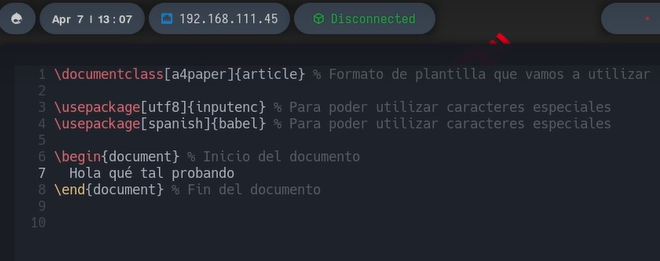 Apr 7 | 13:07 192.168.111.45 Disconnected
1 \documentclass[a4paper]{article} % Formato de plantilla que vamos a utilizar
2
3 \usepackage[utf8]{inputenc} % Para poder utilizar caracteres especiales
4 \usepackage[spanish]{babel} % Para poder utilizar caracteres especiales
5
6 \begin{document} % Inicio del documento
7 Hola qué tal probando
8 \end{document} % Fin del documento
9
10